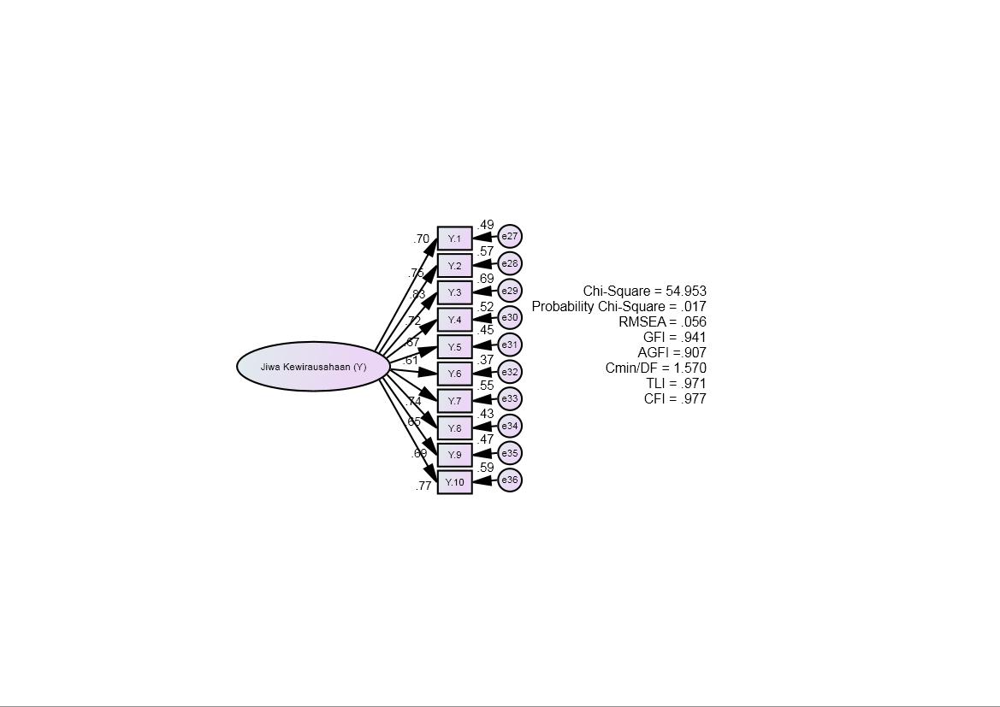 Jiwa Kewirausahaan (Y)
.70
.75
.83
.72
.67
.61
.74
.65
.69
.77
Y.1
Y.2
Y.3
Y.4
Y.5
Y.6
Y.7
Y.8
Y.9
Y.10
.49
.57
.69
.52
.45
.37
.55
.43
.47
.59
e27
e28
e29
e30
e31
e32
e33
e34
e35
e36
Chi-Square = 54.953
Probability Chi-Square = .017
RMSEA = .056
GFI = .941
AGFI =.907
Cmin/DF = 1.570
TLI = .971
CFI = .977